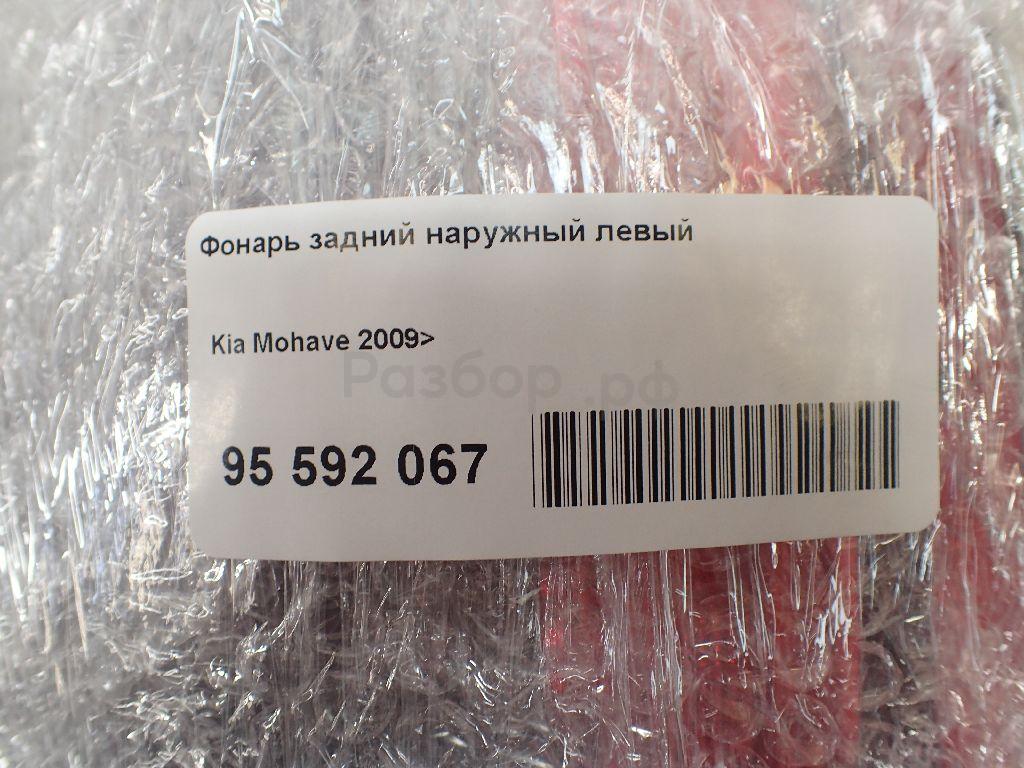 Фонарь задний наружный левый
Kia Mohave 2009>
Разбор.рф
95 592 067